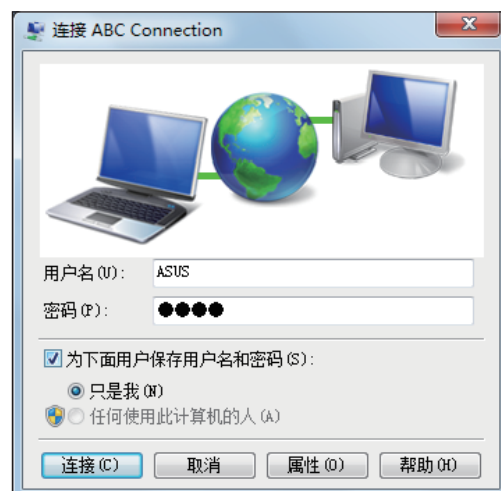 连接 ABC Connection
用户名(U): ASUS
密码(P): ●●●●
为下面用户保存用户名和密码(S):
只是我(N)
任何使用此计算机的人(A)
连接(C) 取消 属性(O) 帮助(H)